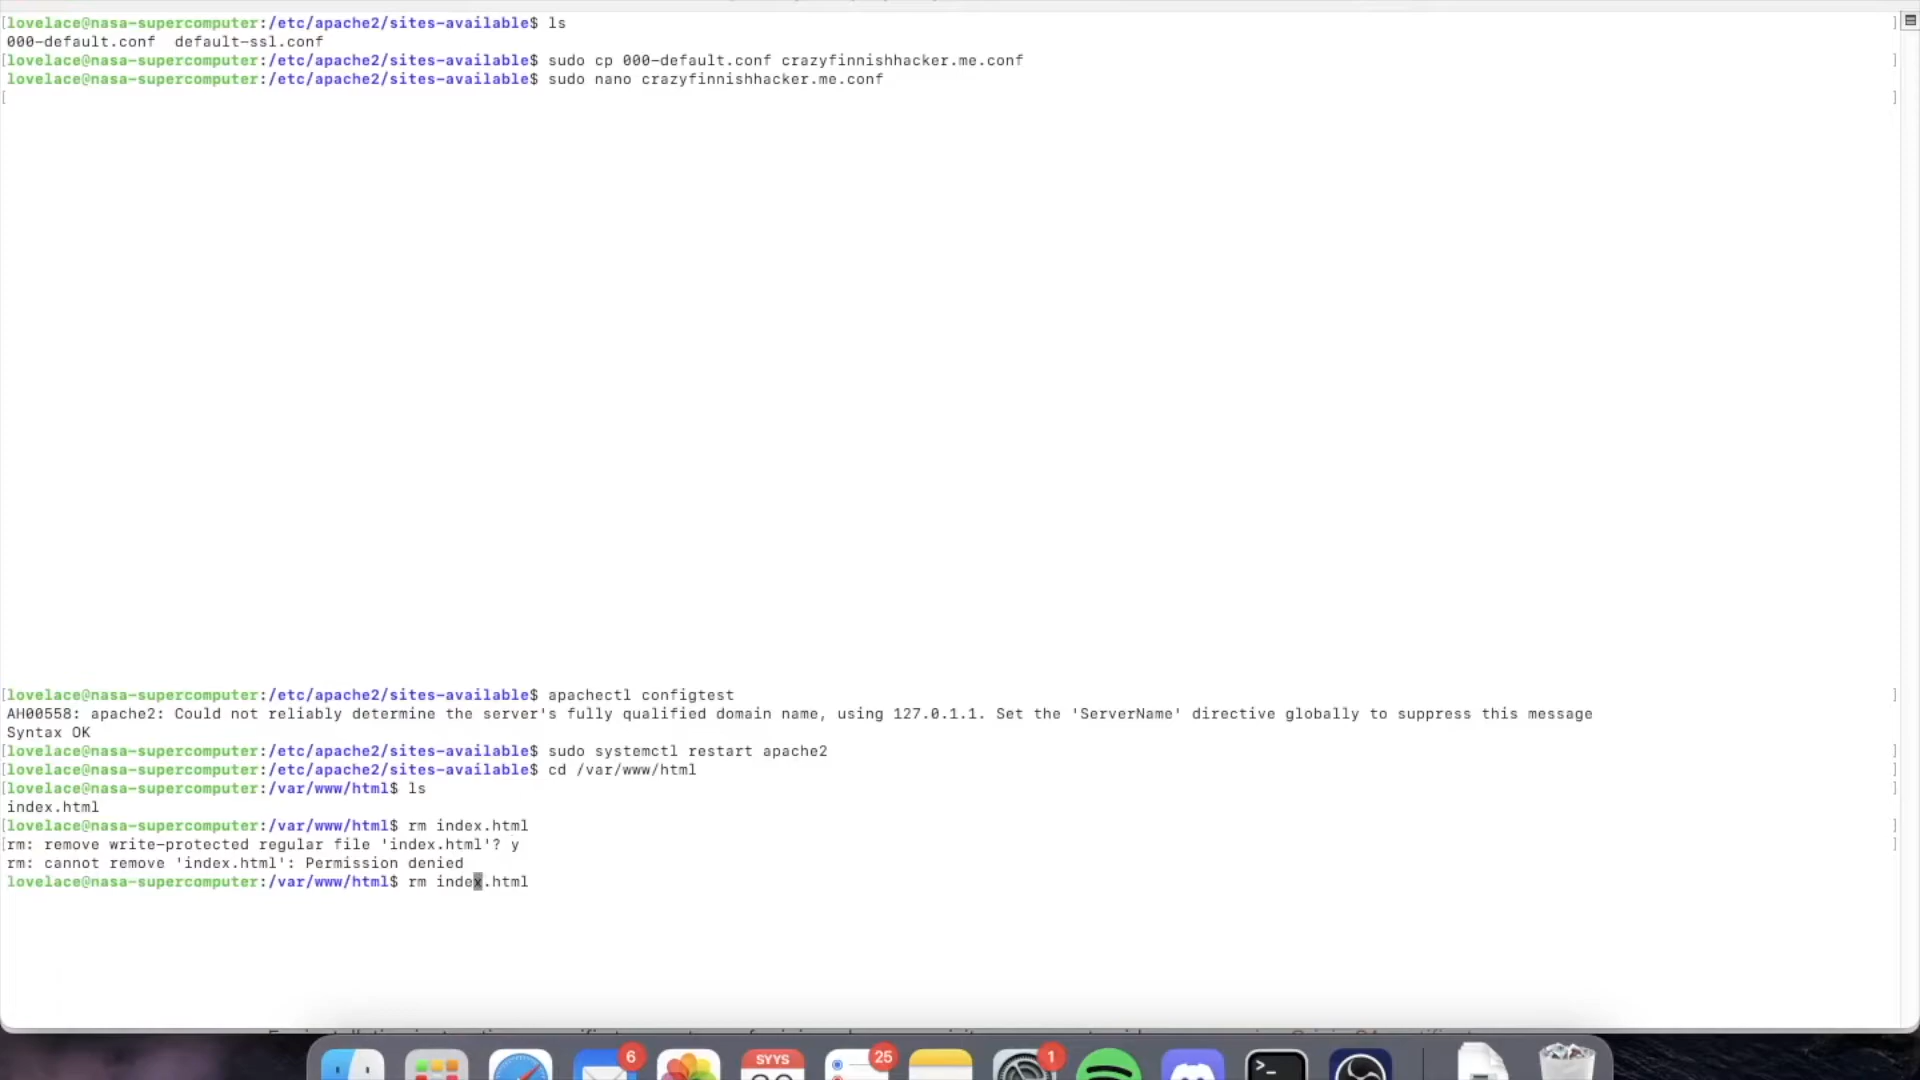 lovelace@nasa-supercomputer:/etc/apache2/sites-available$ ls
000-default.conf  default-ssl.conf
lovelace@nasa-supercomputer:/etc/apache2/sites-available$ sudo cp 000-default.conf crazyfinnishhacker.me.conf
lovelace@nasa-supercomputer:/etc/apache2/sites-available$ sudo nano crazyfinnishhacker.me.conf
lovelace@nasa-supercomputer:/etc/apache2/sites-available$ apachectl configtest
AH00558: apache2: Could not reliably determine the server's fully qualified domain name, using 127.0.1.1. Set the 'ServerName' directive globally to suppress this message
Syntax OK
lovelace@nasa-supercomputer:/etc/apache2/sites-available$ sudo systemctl restart apache2
lovelace@nasa-supercomputer:/etc/apache2/sites-available$ cd /var/www/html
lovelace@nasa-supercomputer:/var/www/html$ ls
index.html
lovelace@nasa-supercomputer:/var/www/html$ rm index.html
rm: remove write-protected regular file 'index.html'? y
rm: cannot remove 'index.html': Permission denied
lovelace@nasa-supercomputer:/var/www/html$ rm index.html
6
SYYS
25
1
>_